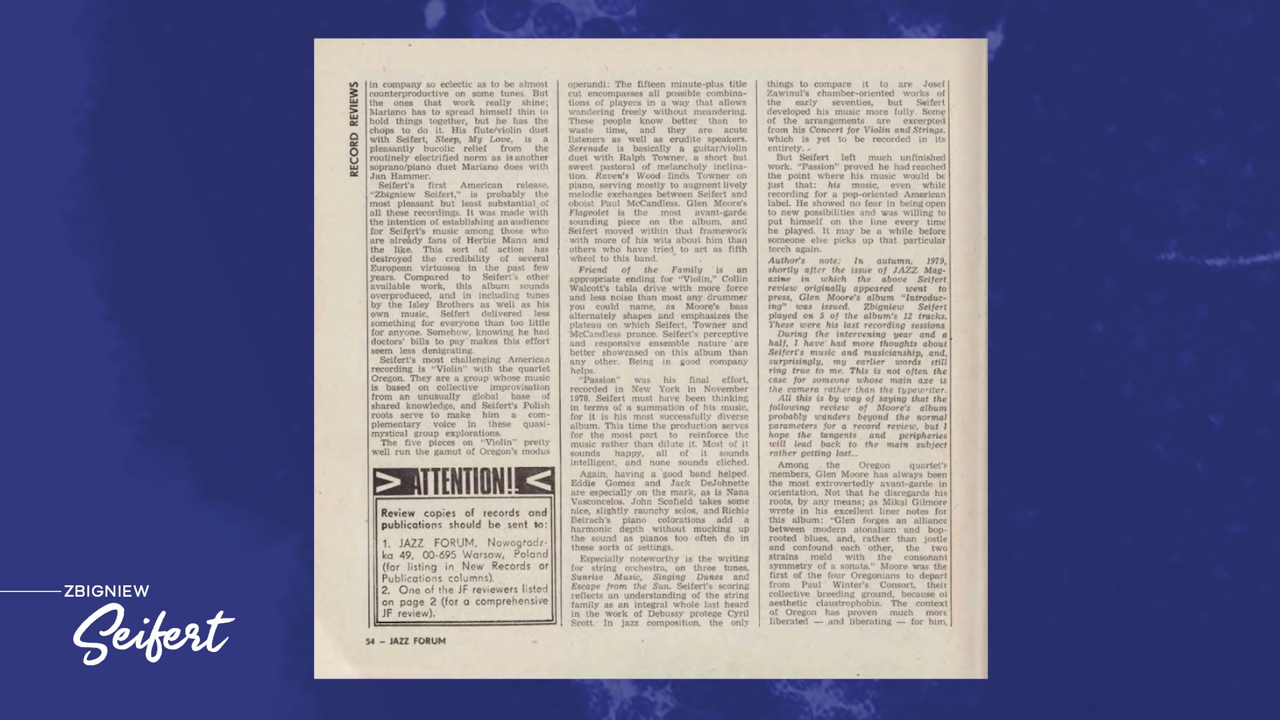 RECORD REVIEWS
in company so eclectic as to be almost
counterproductive on some tunes. But
the ones that work really shine;
Mariano has to spread himself thin to
hold things together, but he has the
chops to do it. His flute/violin duet
with Seifert, Sleep, My Love, is a
pleasantly bucolic relief from the
routinely electrified norm as is another
soprano/piano duet Mariano does with
Jan Hammer.
Seifert's first American release,
"Zbigniew Seifert," is probably the
most pleasant but least substantial of
all these recordings. It was made with
the intention of establishing an audience
for Seifert's music among those who
are already fans of Herbie Mann and
the like. This sort of action has
destroyed the credibility of several
European virtuosos in the past few
years. Compared to Seifert's other
available work, this album sounds
overproduced, and in including tunes
by the Isley Brothers as well as his
own music, Seifert delivered less
something for everyone than too little
for anyone. Somehow, knowing he had
doctors' bills to pay makes this effort
seem less denigrating.
Seifert's most challenging American
recording is "Violin" with the quartet
Oregon. They are a group whose music
is based on collective improvisation
from an unusually global base of
shared knowledge, and Seifert's Polish
roots serve to make him a com-
plementary voice in these quasi-
mystical group explorations.
The five pieces on "Violin" pretty
well run the gamut of Oregon's modus
ATTENTION!!
Review copies of records and
publications should be sent to:
1. JAZZ FORUM, Nowogrodz-
ka 49, 00-695 Warsaw, Poland
(for listing in New Records or
Publications columns).
2. One of the JF reviewers listed
on page 2 (for a comprehensive
JF review).
operandi: The fifteen minute-plus title
cut encompasses all possible combina-
tions of players in a way that allows
wandering freely without meandering.
These people know better than to
waste time, and they are acute
listeners as well as erudite speakers.
Serenade is basically a guitar/violin
duet with Ralph Towner, a short but
sweet pastoral of melancholy inclina-
tion. Raven's Wood finds Towner on
piano, serving mostly to augment lively
melodic exchanges between Seifert and
oboist Paul McCandless. Glen Moore's
Flageolet is the most avant-garde
sounding piece on the album, and
Seifert moved within that framework
with more of his wits about him than
others who have tried to act as fifth
wheel to this band.
Friend of the Family is an
appropriate ending for "Violin," Collin
Walcott's tabla drive with more force
and less noise than most any drummer
you could name, as Moore's bass
alternately shapes and emphasizes the
plateau on which Seifert, Towner and
McCandless prance. Seifert's perceptive
and responsive ensemble nature are
better showcased on this album than
any other. Being in good company
helps.
"Passion" was his final effort,
recorded in New York in November
1978. Seifert must have been thinking
in terms of a summation of his music,
for it is his most successfully diverse
album. This time the production serves
for the most part to reinforce the
music rather than dilute it. Most of it
sounds happy, all of it sounds
intelligent, and none sounds cliched.
Again, having a good band helped.
Eddie Gomez and Jack DeJohnette
are especially on the mark, as is Nana
Vasconcelos. John Scofield takes some
nice, slightly raunchy solos, and Richie
Beirach's piano colorations add a
harmonic depth without mucking up
the sound as pianos too often do in
these sorts of settings.
Especially noteworthy is the writing
for string orchestra, on three tunes,
Sunrise Music, Singing Dunes and
Escape from the Sun. Seifert's scoring
reflects an understanding of the string
family as an integral whole last heard
in the work of Debussy protege Cyril
Scott. In jazz composition, the only
things to compare it to are Josef
Zawinul's chamber-oriented works of
the early seventies, but Seifert
developed his music more fully. Some
of the arrangements are excerpted
from his Concert for Violin and Strings,
which is yet to be recorded in its
entirety.
But Seifert left much unfinished
work. "Passion" proved he had reached
the point where his music would be
just that: his music, even while
recording for a pop-oriented American
label. He showed no fear in being open
to new possibilities and was willing to
put himself on the line every time
he played. It may be a while before
someone else picks up that particular
torch again.
Author's note: In autumn, 1979,
shortly after the issue of JAZZ Mag-
azine in which the above Seifert
review originally appeared went to
press, Glen Moore's album "Introduc-
ing" was issued. Zbigniew Seifert
played on 5 of the album's 12 tracks.
These were his last recording sessions.
During the intervening year and a
half, I have had more thoughts about
Seifert's music and musicianship, and,
surprisingly, my earlier words still
ring true to me. This is not often the
case for someone whose main axe is
the camera rather than the typewriter.
All this is by way of saying that the
following review of Moore's album
probably wanders beyond the normal
parameters for a record review, but I
hope the tangents and peripheries
will lead back to the main subject
rather getting lost...
Among the Oregon quartet's
members, Glen Moore has always been
the most extrovertedly avant-garde in
orientation. Not that he disregards his
roots, by any means; as Mikal Gilmore
wrote in his excellent liner notes for
this album: "Glen forges an alliance
between modern atonalism and bop-
rooted blues, and, rather than jostle
and confound each other, the two
strains meld with the consonant
symmetry of a sonata." Moore was the
first of the four Oregonians to depart
from Paul Winter's Consort, their
collective breeding ground, because of
aesthetic claustrophobia. The context
of Oregon has proven much more
liberated — and liberating — for him,
54 – JAZZ FORUM
ZBIGNIEW
Seifert